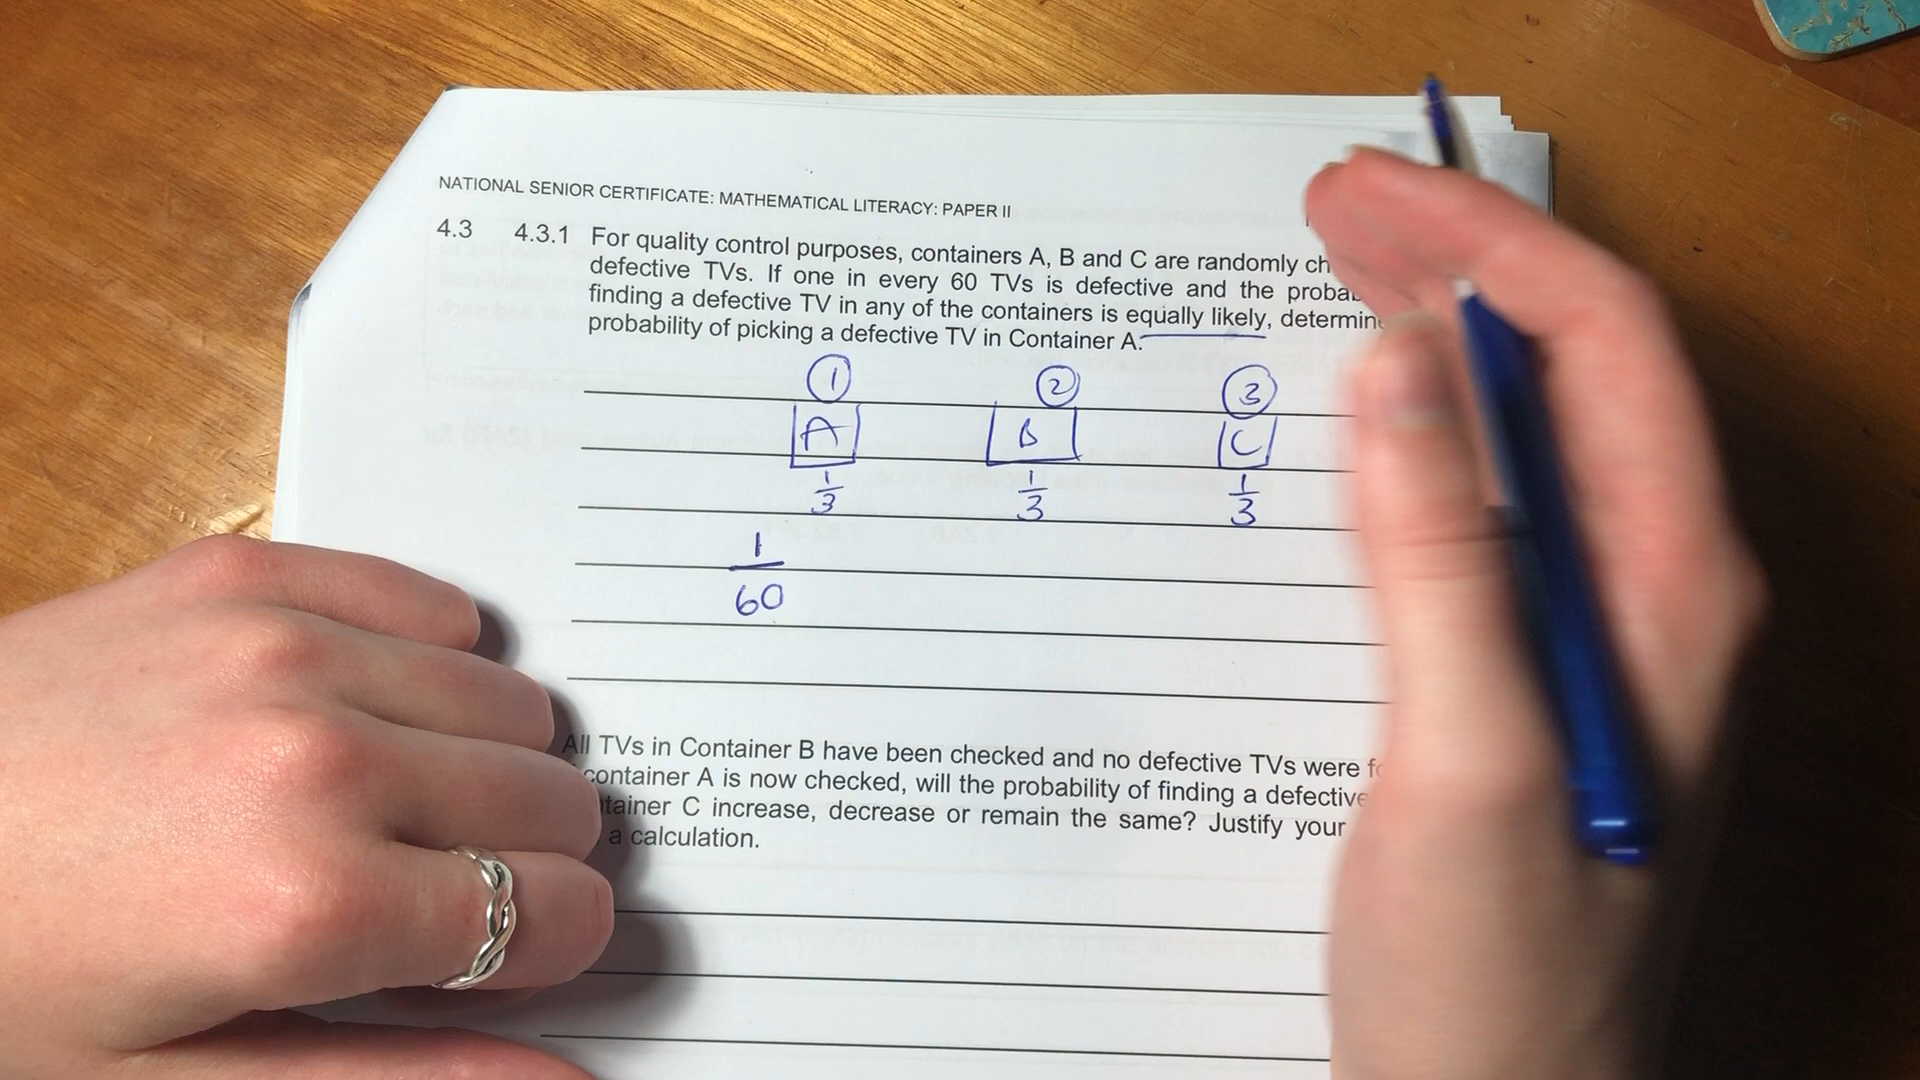 NATIONAL SENIOR CERTIFICATE: MATHEMATICAL LITERACY: PAPER II
4.3 4.3.1 For quality control purposes, containers A, B and C are randomly
defective TVs. If one in every 60 TVs is defective and the
finding a defective TV in any of the containers is equally likely,
probability of picking a defective TV in Container A.
1 2 3
A B C
1/3 1/3 1/3
1
60
All TVs in Container B have been checked and no defective TVs were
container A is now checked, will the probability of finding a defective
C increase, decrease or remain the same? Justify your
a calculation.